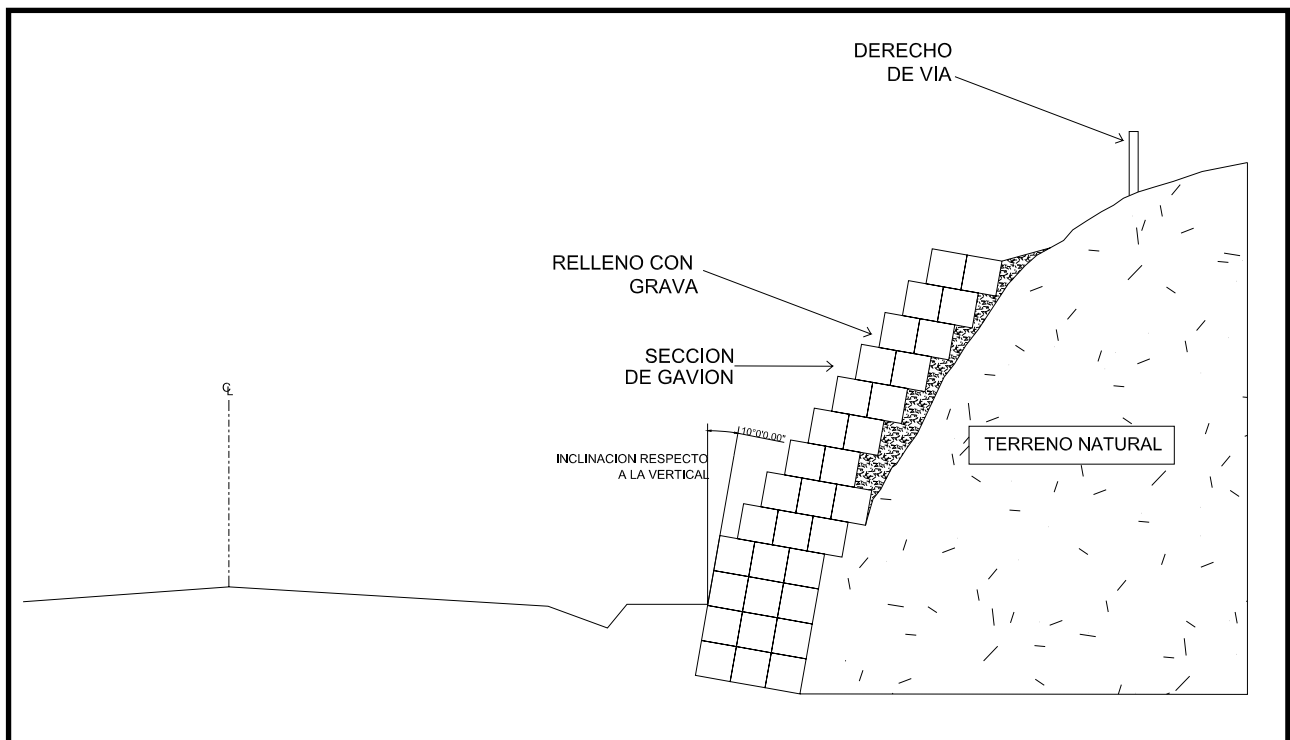 DERECHO
DE VIA
RELLENO CON
GRAVA
SECCION
DE GAVION
℄
10°0'0.00"
INCLINACION RESPECTO
A LA VERTICAL
TERRENO NATURAL